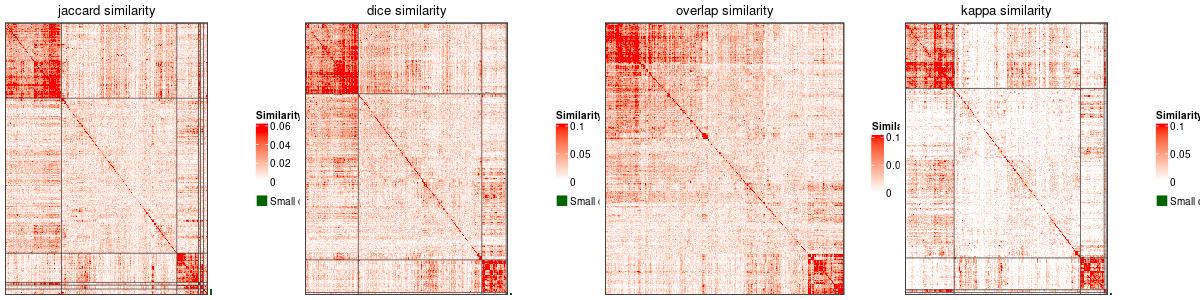 jaccard similarity
Similarity
0.06
0.04
0.02
0
Small
dice similarity
Similarity
0.1
0.05
0
Small
overlap similarity
0.1
0
kappa similarity
Similarity
0.1
0.05
0
Small